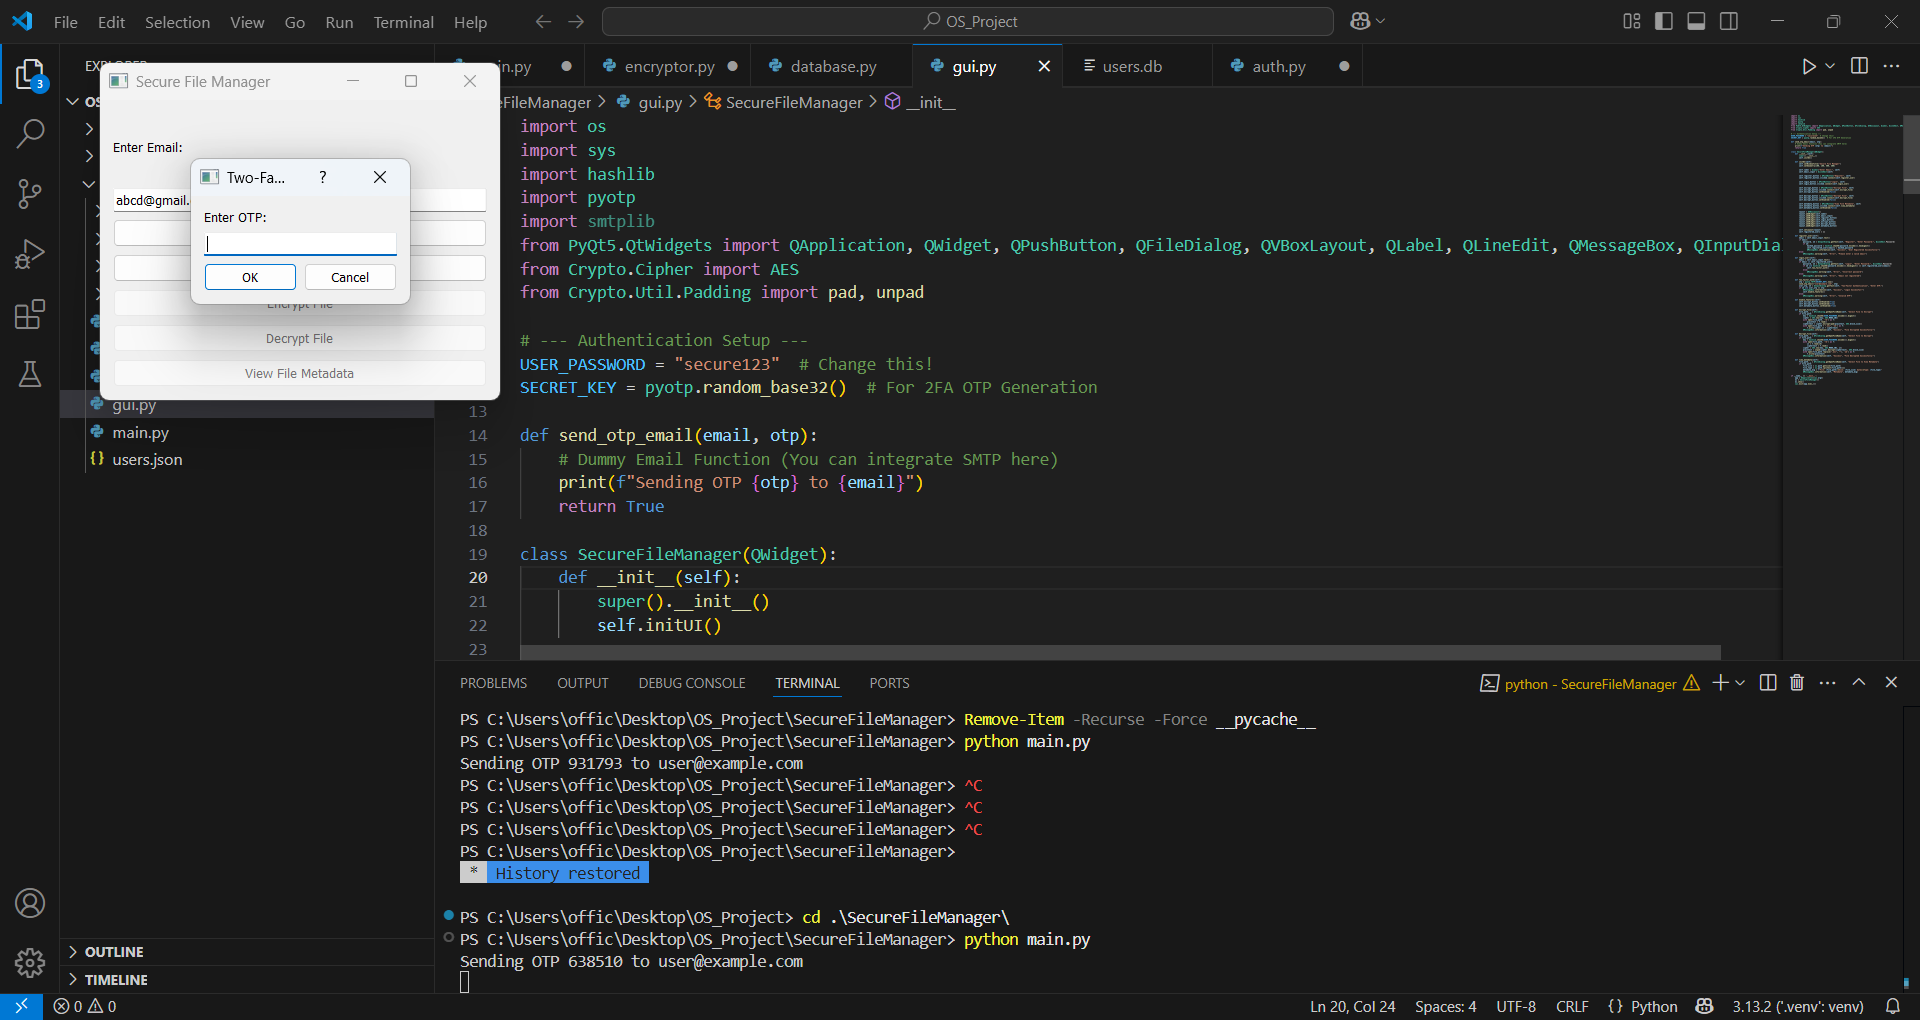 File Edit Selection View Go Run Terminal Help
OS_Project
3
Secure File Manager
Enter Email:
abcd@gmail.
Two-Fa...
?
Enter OTP:
OK
Cancel
Decrypt File
View File Metadata
gui.py
main.py
{} users.json
OUTLINE
TIMELINE
encryptor.py
database.py
gui.py
users.db
auth.py
FileManager > gui.py > SecureFileManager > __init__
import os
import sys
import hashlib
import pyotp
import smtplib
from PyQt5.QtWidgets import QApplication, QWidget, QPushButton, QFileDialog, QVBoxLayout, QLabel, QLineEdit, QMessageBox, QInputDia
from Crypto.Cipher import AES
from Crypto.Util.Padding import pad, unpad
# --- Authentication Setup ---
USER_PASSWORD = "secure123" # Change this!
SECRET_KEY = pyotp.random_base32() # For 2FA OTP Generation
13
14 def send_otp_email(email, otp):
15 # Dummy Email Function (You can integrate SMTP here)
16 print(f"Sending OTP {otp} to {email}")
17 return True
18
19 class SecureFileManager(QWidget):
20 def __init__(self):
21 super().__init__()
22 self.initUI()
23
PROBLEMS OUTPUT DEBUG CONSOLE TERMINAL PORTS
python - SecureFileManager
PS C:\Users\offic\Desktop\OS_Project\SecureFileManager> Remove-Item -Recurse -Force __pycache__
PS C:\Users\offic\Desktop\OS_Project\SecureFileManager> python main.py
Sending OTP 931793 to user@example.com
PS C:\Users\offic\Desktop\OS_Project\SecureFileManager> ^C
PS C:\Users\offic\Desktop\OS_Project\SecureFileManager> ^C
PS C:\Users\offic\Desktop\OS_Project\SecureFileManager> ^C
PS C:\Users\offic\Desktop\OS_Project\SecureFileManager>
* History restored
PS C:\Users\offic\Desktop\OS_Project> cd .\SecureFileManager\
PS C:\Users\offic\Desktop\OS_Project\SecureFileManager> python main.py
Sending OTP 638510 to user@example.com
0 0
Ln 20, Col 24 Spaces: 4 UTF-8 CRLF {} Python 3.13.2 ('.venv': venv)